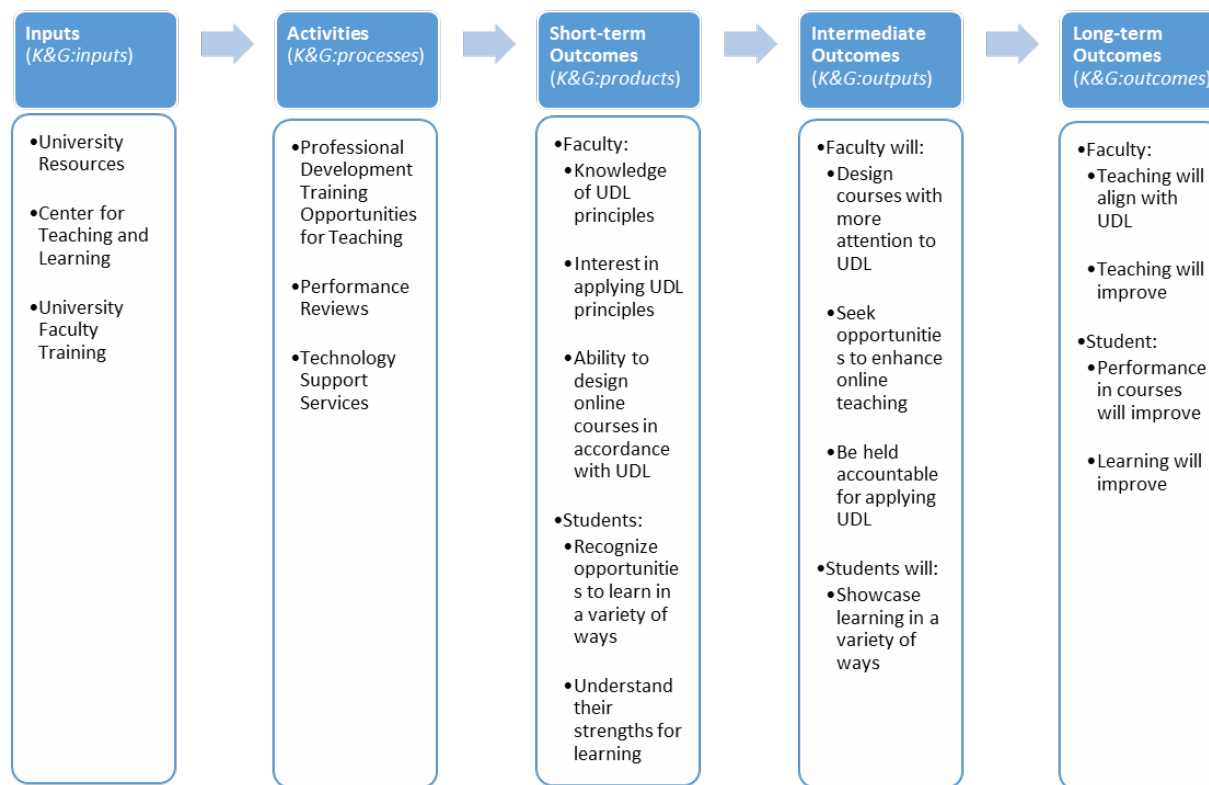 Inputs
(K&G:inputs)
•University
Resources
•Center for
Teaching and
Learning
•University
Faculty
Training
Activities
(K&G:processes)
•Professional
Development
Training
Opportunities
for Teaching
•Performance
Reviews
•Technology
Support
Services
Short-term
Outcomes
(K&G:products)
•Faculty:
•Knowledge
of UDL
principles
•Interest in
applying UDL
principles
•Ability to
design
online
courses in
accordance
with UDL
•Students:
•Recognize
opportunitie
s to learn in
a variety of
ways
•Understand
their
strengths for
learning
Intermediate
Outcomes
(K&G:outputs)
•Faculty will:
•Design
courses with
more
attention to
UDL
•Seek
opportunitie
s to enhance
online
teaching
•Be held
accountable
for applying
UDL
•Students will:
•Showcase
learning in a
variety of
ways
Long-term
Outcomes
(K&G:outcomes)
•Faculty:
•Teaching will
align with
UDL
•Teaching will
improve
•Student:
•Performance
in courses
will improve
•Learning will
improve